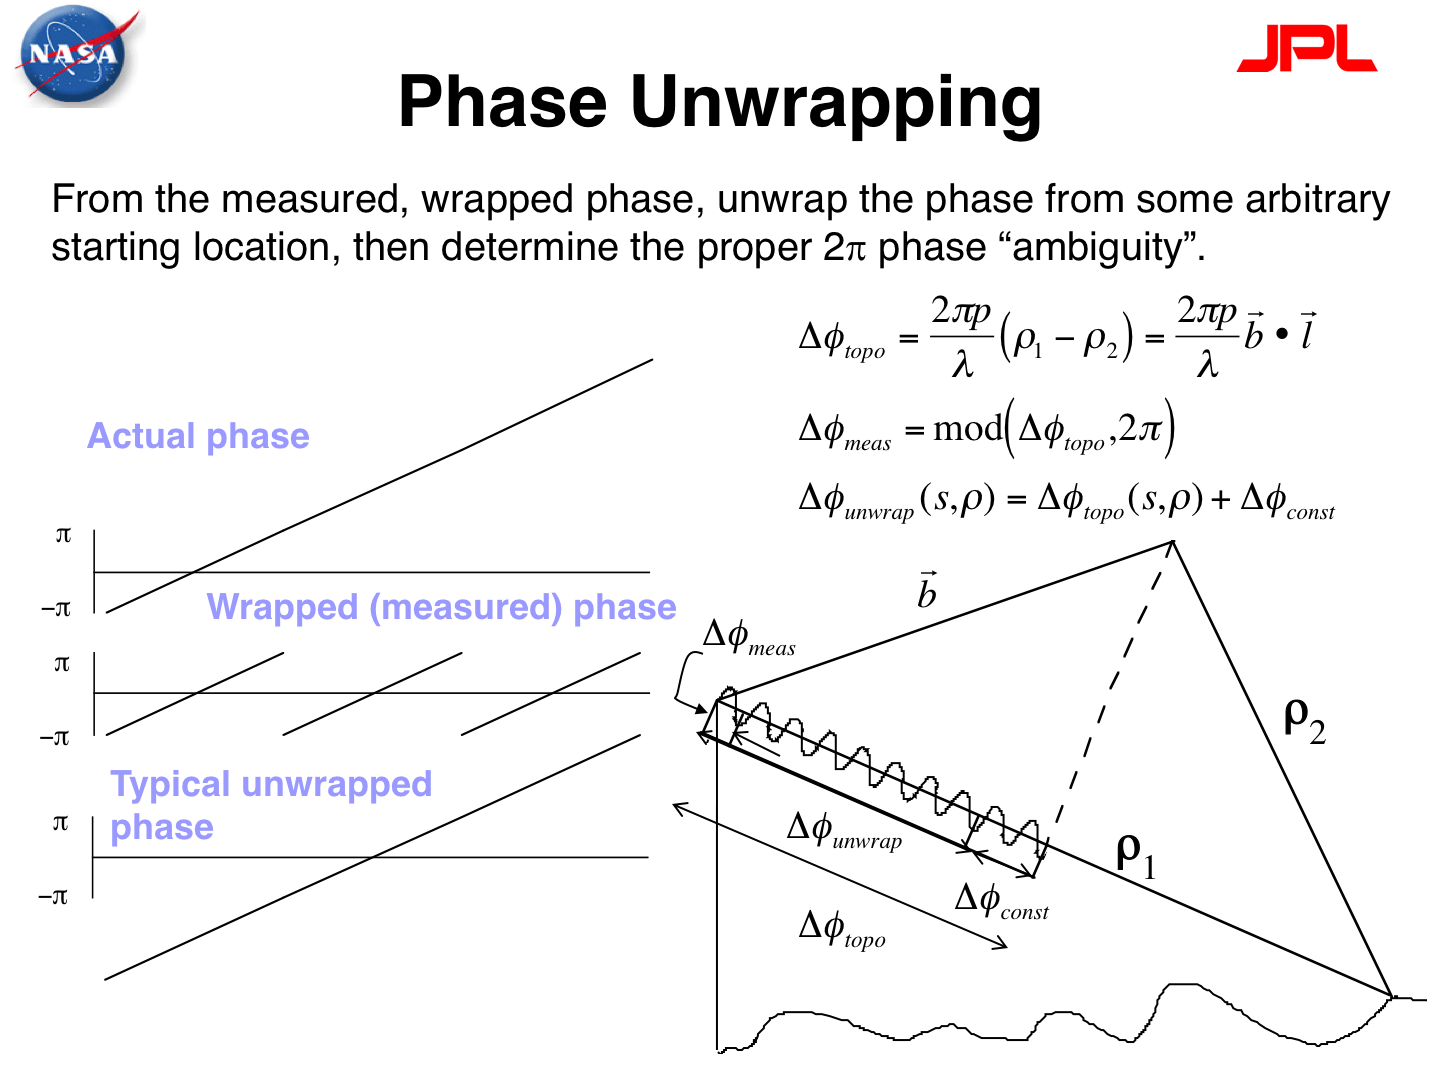 NASA
JPL
Phase Unwrapping
From the measured, wrapped phase, unwrap the phase from some arbitrary
starting location, then determine the proper 2π phase “ambiguity”.
Δϕtopo = 2πp/λ (ρ1 − ρ2) = 2πp/λ b⃗ • l⃗
Δϕmeas = mod(Δϕtopo,2π)
Δϕunwrap(s,ρ) = Δϕtopo(s,ρ) + Δϕconst
Actual phase
π
−π
Wrapped (measured) phase
π
−π
Typical unwrapped
phase
π
−π
b⃗
Δϕmeas
ρ2
Δϕunwrap
ρ1
Δϕconst
Δϕtopo